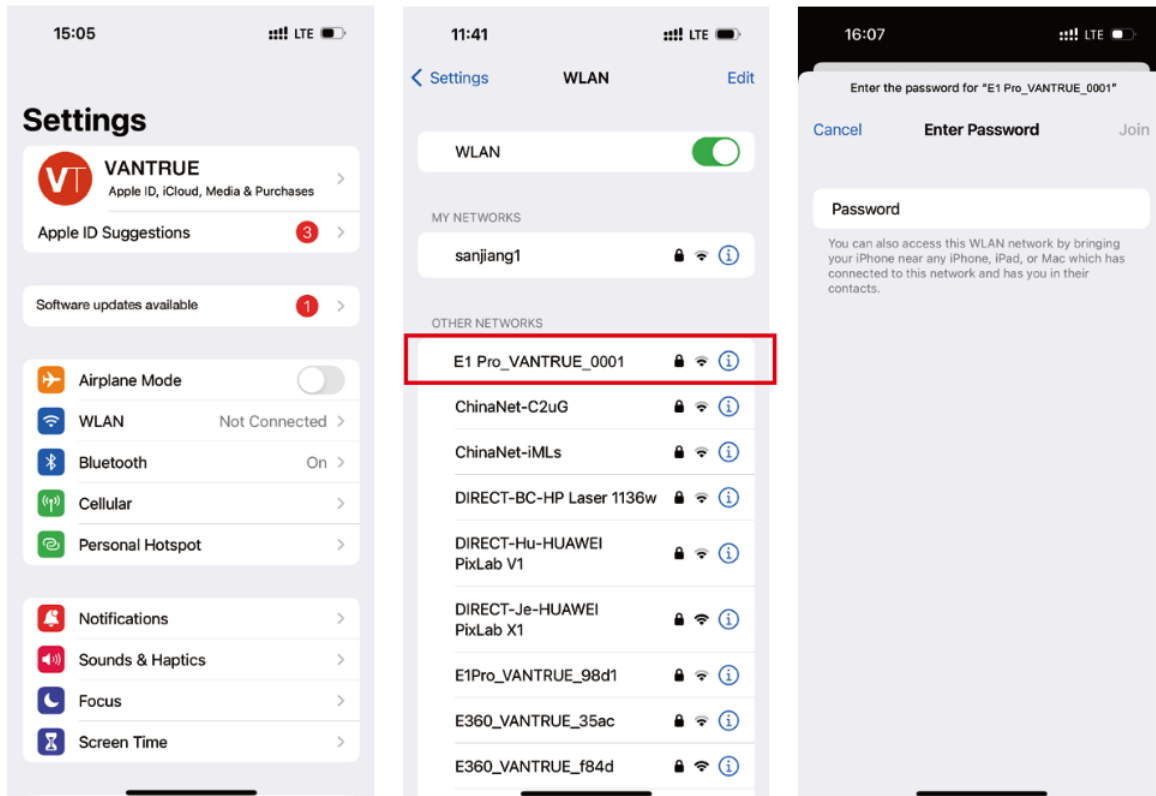 15:05
LTE
Settings
VT
VANTRUE
Apple ID, iCloud, Media & Purchases
Apple ID Suggestions 3
Software updates available 1
Airplane Mode
WLAN Not Connected
Bluetooth On
Cellular
Personal Hotspot
Notifications
Sounds & Haptics
Focus
Screen Time
11:41
LTE
Settings WLAN Edit
WLAN
MY NETWORKS
sanjiang1
OTHER NETWORKS
E1 Pro_VANTRUE_0001
ChinaNet-C2uG
ChinaNet-iMLs
DIRECT-BC-HP Laser 1136w
DIRECT-Hu-HUAWEI
PixLab V1
DIRECT-Je-HUAWEI
PixLab X1
E1Pro_VANTRUE_98d1
E360_VANTRUE_35ac
E360_VANTRUE_f84d
16:07
LTE
Enter the password for “E1 Pro_VANTRUE_0001”
Cancel Enter Password Join
Password
You can also access this WLAN network by bringing
your iPhone near any iPhone, iPad, or Mac which has
connected to this network and has you in their
contacts.